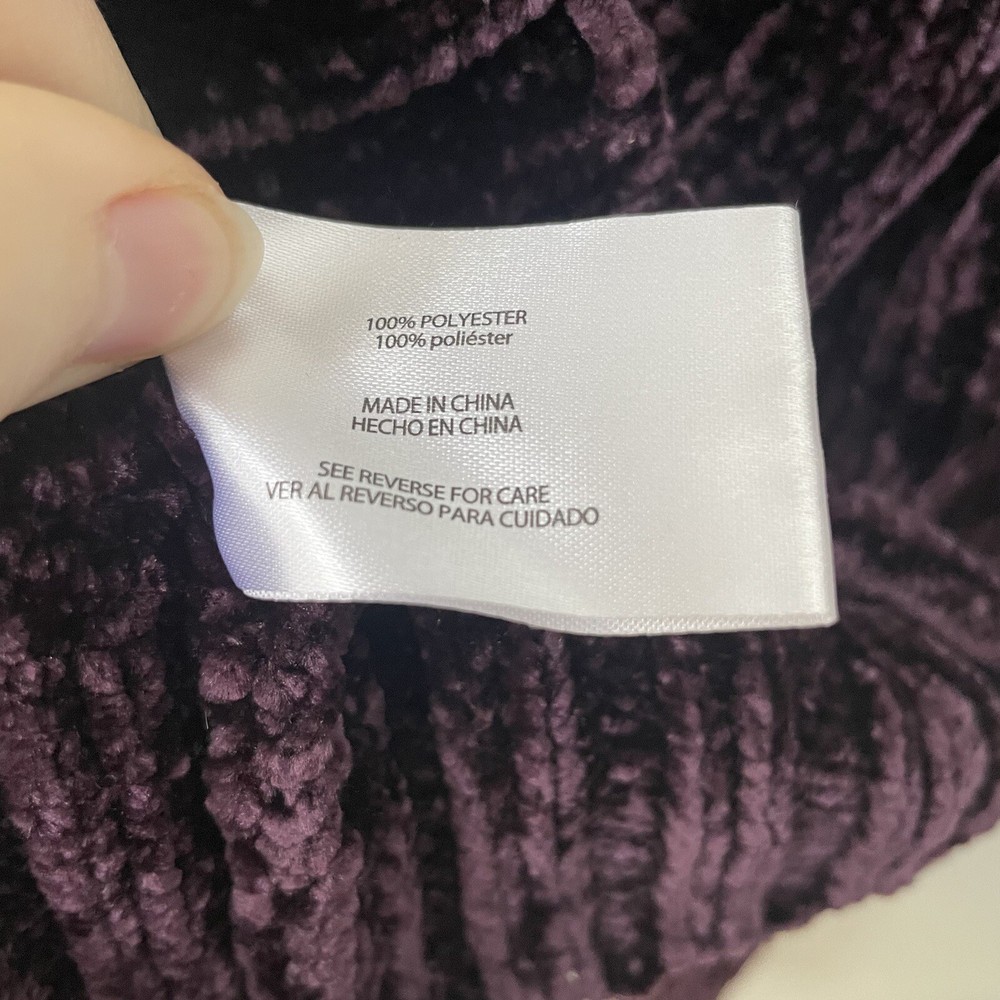 100% POLYESTER
100% poliéster
MADE IN CHINA
HECHO EN CHINA
SEE REVERSE FOR CARE
VER AL REVERSO PARA CUIDADO